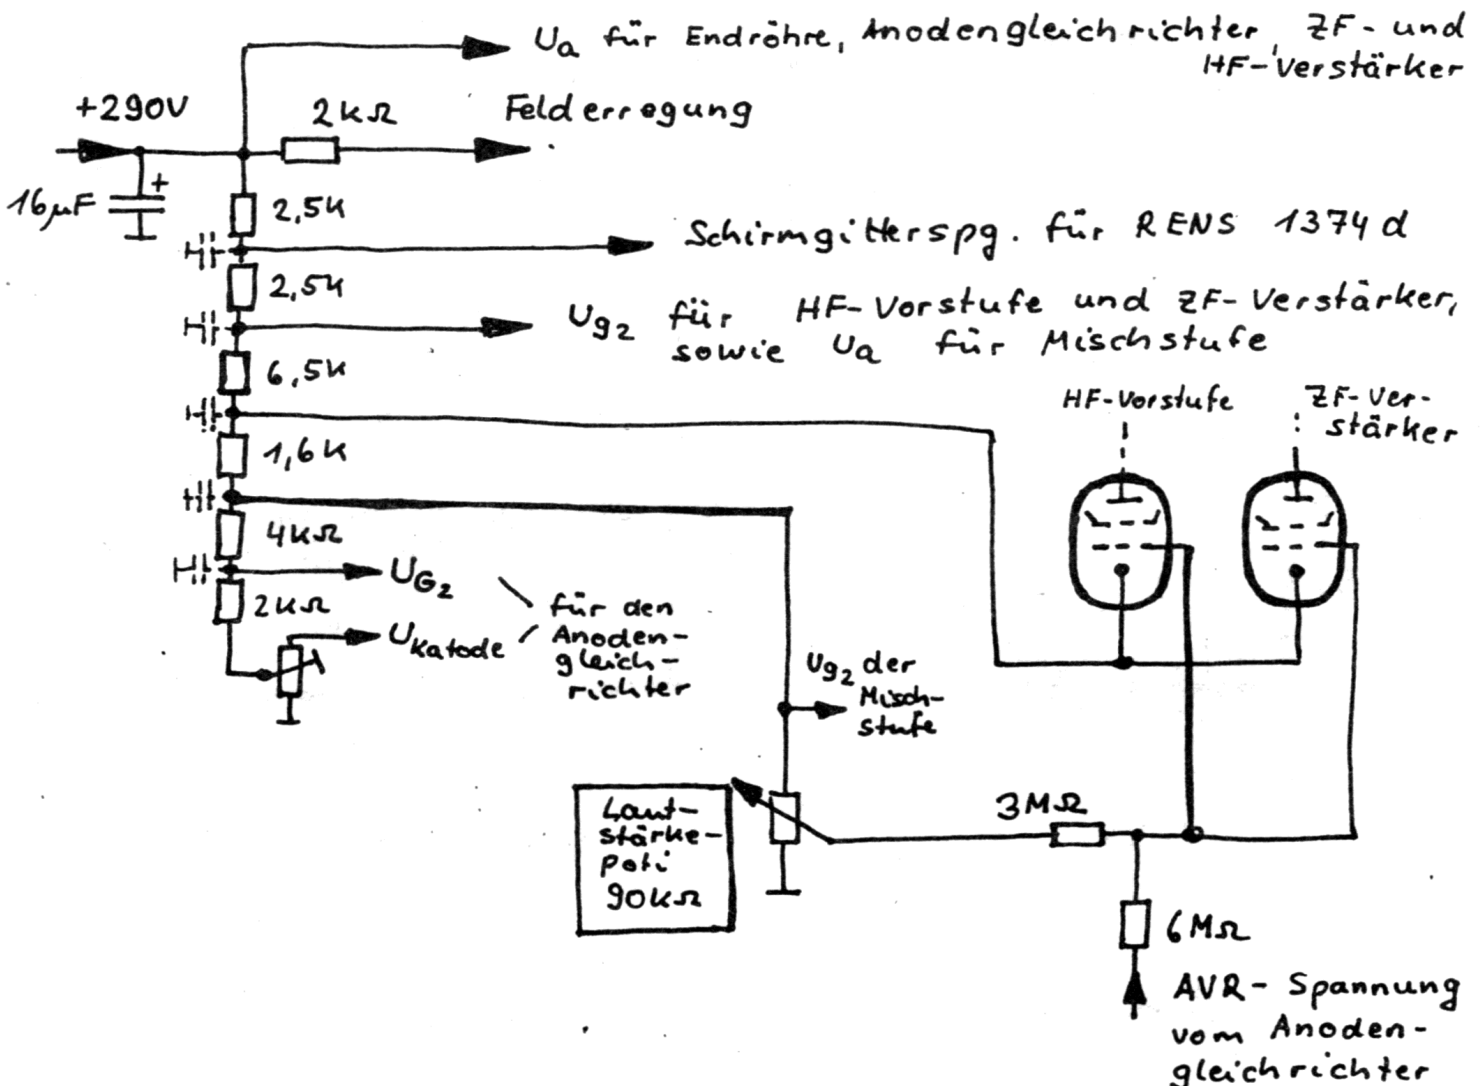 Ua für Endröhre, Anodengleichrichter, ZF- und
HF-Verstärker
+290V
2kΩ
Felderregung
16µF
+
2,5K
Schirmgitterspg. für RENS 1374d
2,5K
Ug2 für HF-Vorstufe und ZF-Verstärker,
sowie Ua für Mischstufe
6,5K
HF-Vorstufe
ZF-Ver-
stärker
1,6K
4kΩ
UG2
2kΩ
UKatode
für den
Anoden-
gleich-
richter
Ug2 der
Misch-
stufe
Laut-
stärke-
poti
90kΩ
3MΩ
6MΩ
AVR-Spannung
vom Anoden-
gleichrichter